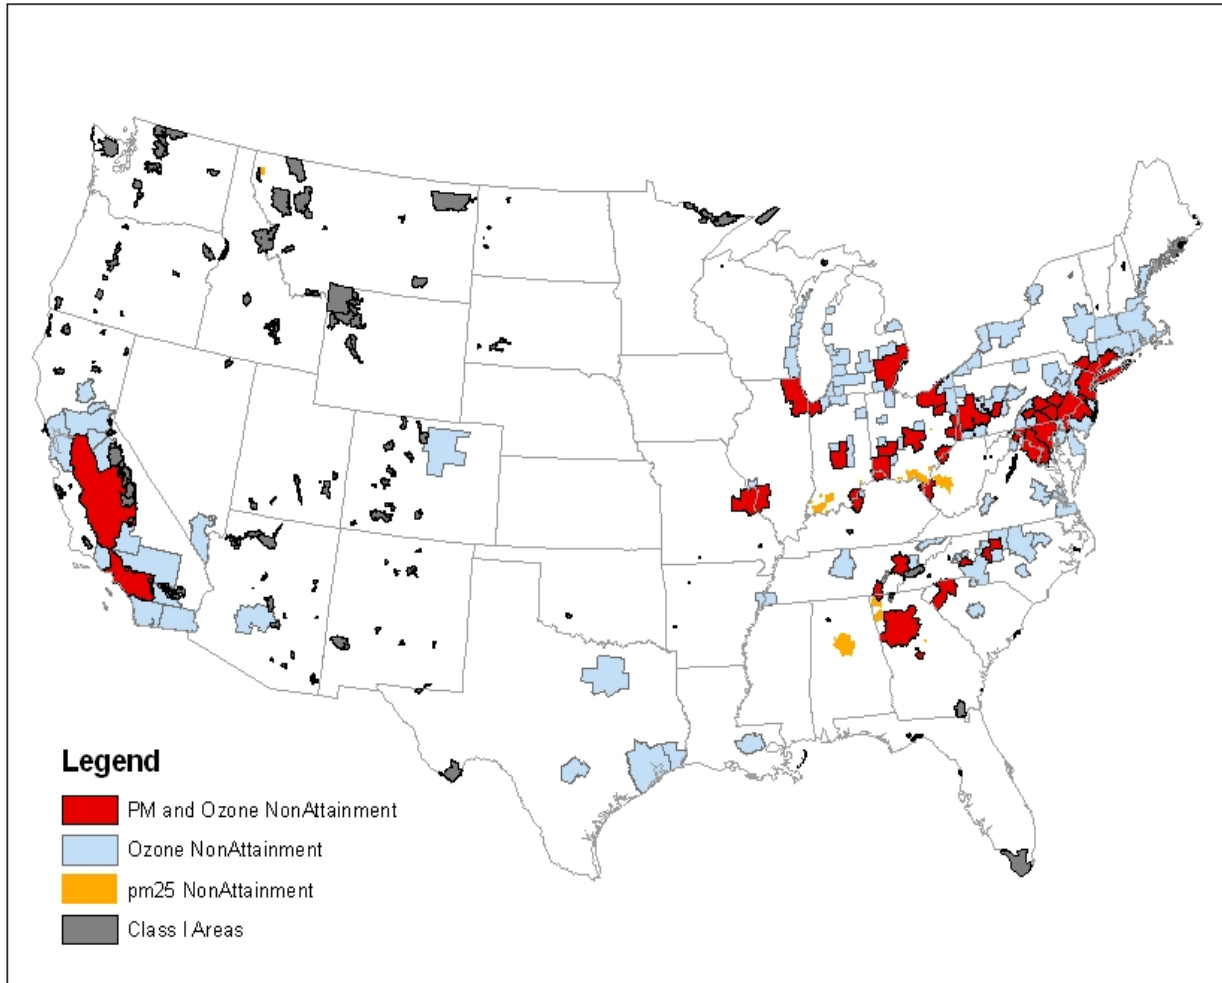 Legend
PM and Ozone NonAttainment
Ozone NonAttainment
pm25 NonAttainment
Class I Areas